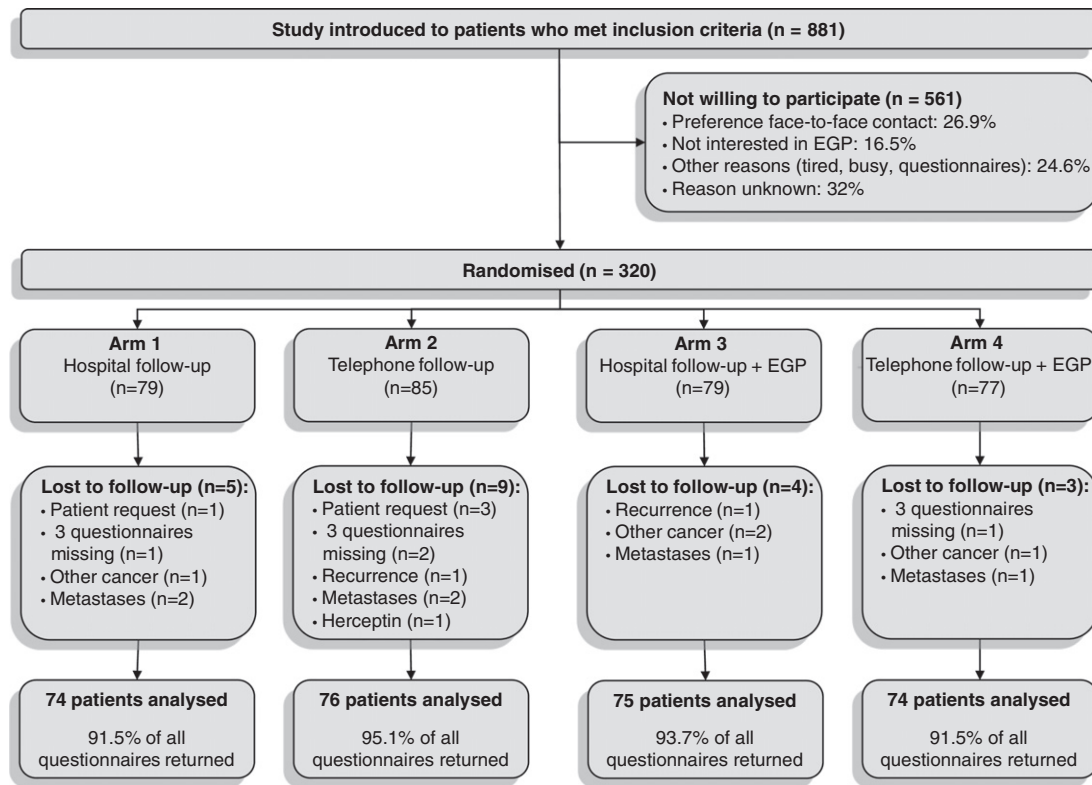 Study introduced to patients who met inclusion criteria (n = 881)
Not willing to participate (n = 561)
• Preference face-to-face contact: 26.9%
• Not interested in EGP: 16.5%
• Other reasons (tired, busy, questionnaires): 24.6%
• Reason unknown: 32%
Randomised (n = 320)
Arm 1
Hospital follow-up
(n=79)
Arm 2
Telephone follow-up
(n=85)
Arm 3
Hospital follow-up + EGP
(n=79)
Arm 4
Telephone follow-up + EGP
(n=77)
Lost to follow-up (n=5):
• Patient request (n=1)
• 3 questionnaires
missing (n=1)
• Other cancer (n=1)
• Metastases (n=2)
Lost to follow-up (n=9):
• Patient request (n=3)
• 3 questionnaires
missing (n=2)
• Recurrence (n=1)
• Metastases (n=2)
• Herceptin (n=1)
Lost to follow-up (n=4):
• Recurrence (n=1)
• Other cancer (n=2)
• Metastases (n=1)
Lost to follow-up (n=3):
• 3 questionnaires
missing (n=1)
• Other cancer (n=1)
• Metastases (n=1)
74 patients analysed
91.5% of all
questionnaires returned
76 patients analysed
95.1% of all
questionnaires returned
75 patients analysed
93.7% of all
questionnaires returned
74 patients analysed
91.5% of all
questionnaires returned